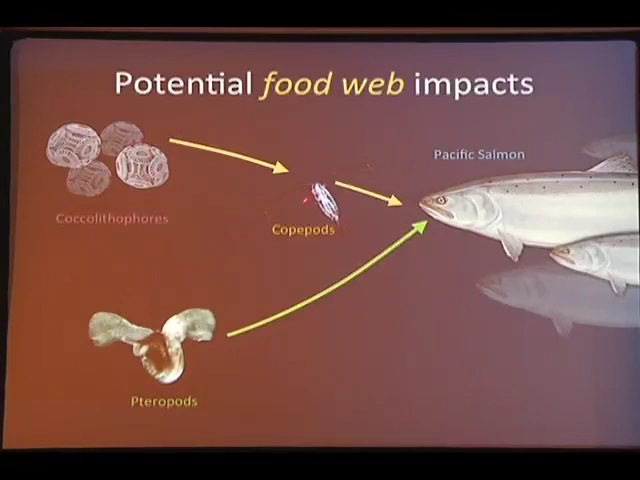 Potential food web impacts
Pacific Salmon
Coccolithophores
Copepods
Pteropods